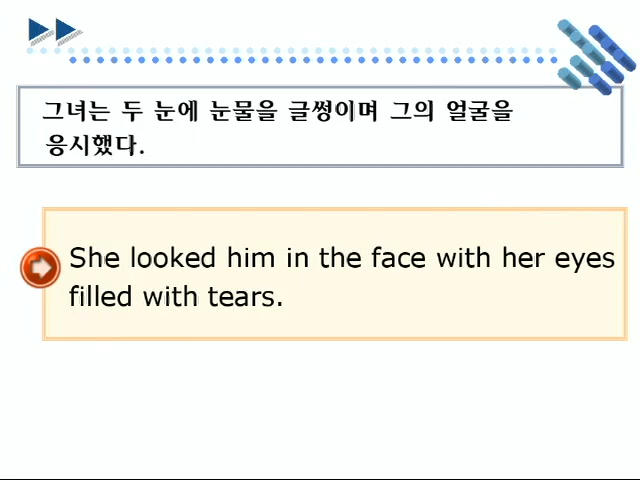 그녀는 두 눈에 눈물을 글썽이며 그의 얼굴을
응시했다.
She looked him in the face with her eyes
filled with tears.